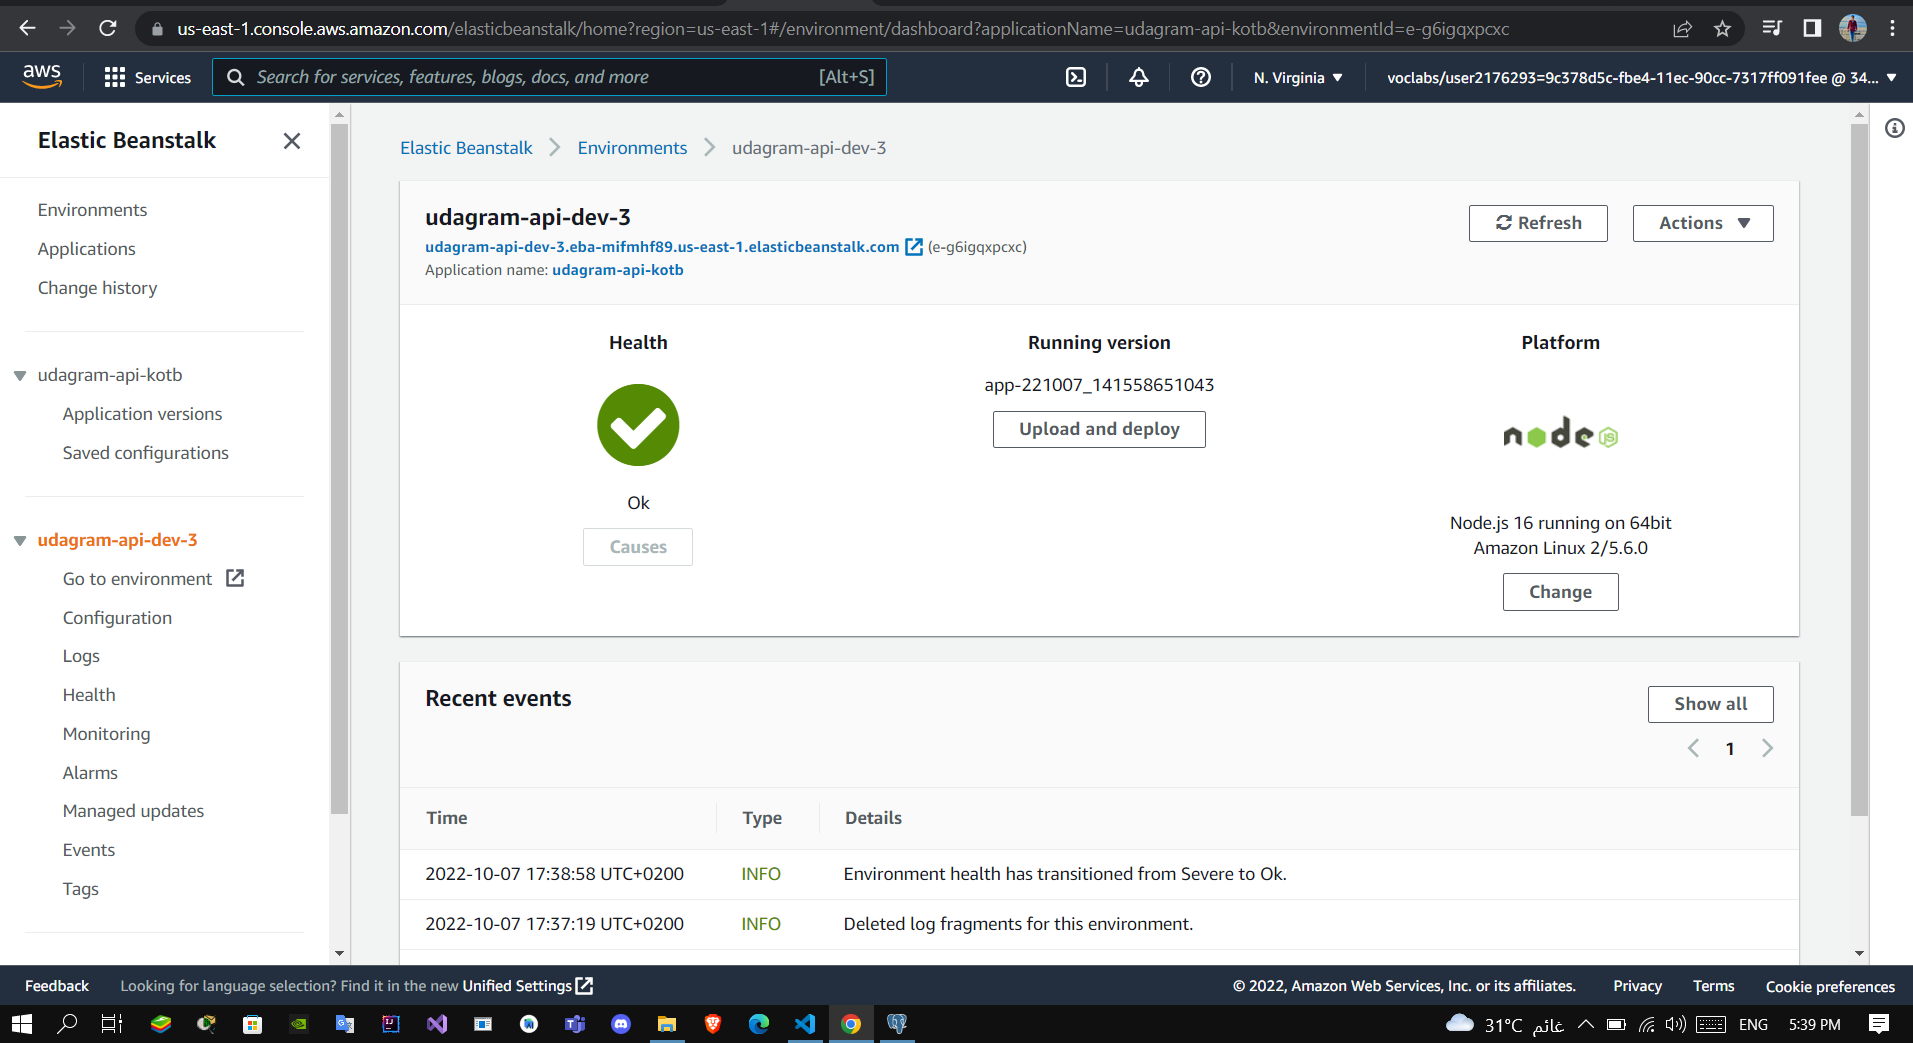 us-east-1.console.aws.amazon.com/elasticbeanstalk/home?region=us-east-1#/environment/dashboard?applicationName=udagram-api-kotb&environmentId=e-g6igqxpcxc
aws
Services
Search for services, features, blogs, docs, and more
[Alt+S]
N. Virginia
voclabs/user2176293=9c378d5c-fbe4-11ec-90cc-7317ff091fee @ 34...
Elastic Beanstalk
Environments
Applications
Change history
udagram-api-kotb
Application versions
Saved configurations
udagram-api-dev-3
Go to environment
Configuration
Logs
Health
Monitoring
Alarms
Managed updates
Events
Tags
Elastic Beanstalk
Environments
udagram-api-dev-3
udagram-api-dev-3
udagram-api-dev-3.eba-mifmhf89.us-east-1.elasticbeanstalk.com (e-g6igqxpcxc)
Application name: udagram-api-kotb
Refresh
Actions
Health
Ok
Causes
Running version
app-221007_141558651043
Upload and deploy
Platform
node
JS
Node.js 16 running on 64bit
Amazon Linux 2/5.6.0
Change
Recent events
Show all
1
Time
Type
Details
2022-10-07 17:38:58 UTC+0200
INFO
Environment health has transitioned from Severe to Ok.
2022-10-07 17:37:19 UTC+0200
INFO
Deleted log fragments for this environment.
Feedback
Looking for language selection? Find it in the new Unified Settings
© 2022, Amazon Web Services, Inc. or its affiliates.
Privacy
Terms
Cookie preferences
31°C غائم
ENG
5:39 PM